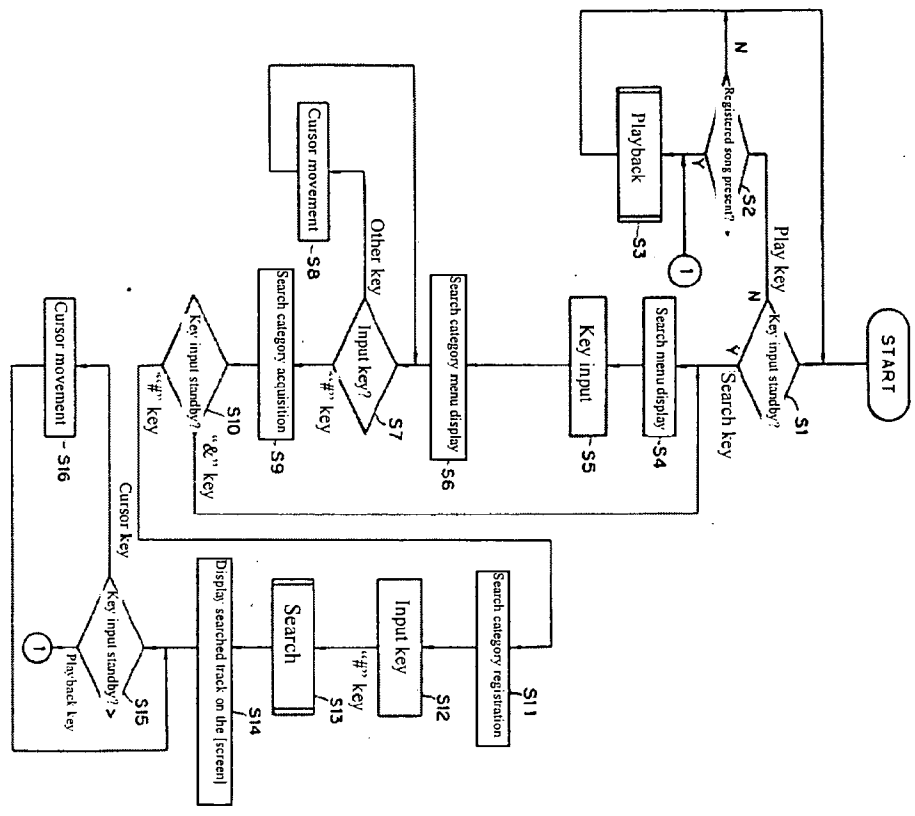 START
Key input standby?
S1
N
Play key
Y
Search key
Registered song present?
S2
N
Y
Playback
S3
1
Search menu display
S4
Key input
S5
Search category menu display
S6
Input key?
S7
Other key
"#" key
Cursor movement
S8
Search category acquisition
S9
Key input standby?
S10
"&" key
"#" key
Search category registration
S11
Input key
S12
"#" key
Search
S13
Display searched track on the [screen]
S14
Key input standby?
S15
Cursor key
Playback key
1
Cursor movement
S16